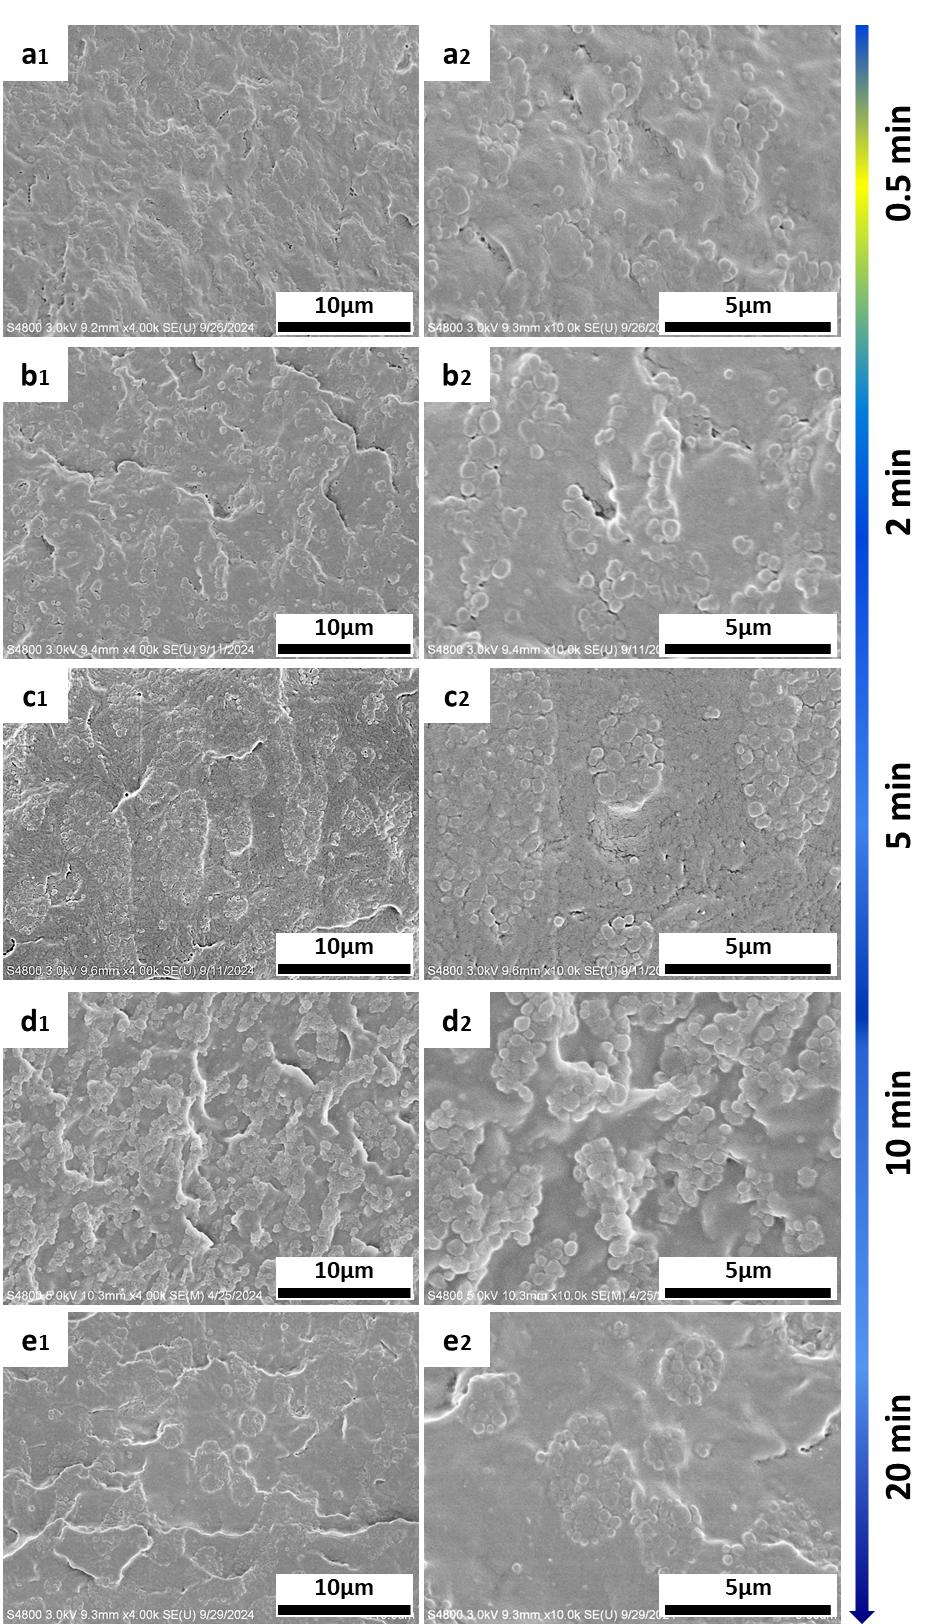 a1
10μm
S4800 3.0kV 9.2mm x4.00k SE(U) 9/26/2024
a2
5μm
S4800 3.0kV 9.3mm x10.0k SE(U) 9/26/20
0.5 min
b1
10μm
S4800 3.0kV 9.4mm x4.00k SE(U) 9/11/2024
b2
5μm
S4800 3.0kV 9.4mm x10.0k SE(U) 9/11/20
2 min
c1
10μm
S4800 3.0kV 9.6mm x4.00k SE(U) 9/11/2024
c2
5μm
S4800 3.0kV 9.6mm x10.0k SE(U) 9/11/20
5 min
d1
10μm
S4800 5.0kV 10.3mm x4.00k SE(M) 4/25/2024
d2
5μm
S4800 5.0kV 10.3mm x10.0k SE(M) 4/25/
10 min
e1
10μm
S4800 3.0kV 9.3mm x4.00k SE(U) 9/29/2024
e2
5μm
S4800 3.0kV 9.3mm x10.0k SE(U) 9/29/20
20 min